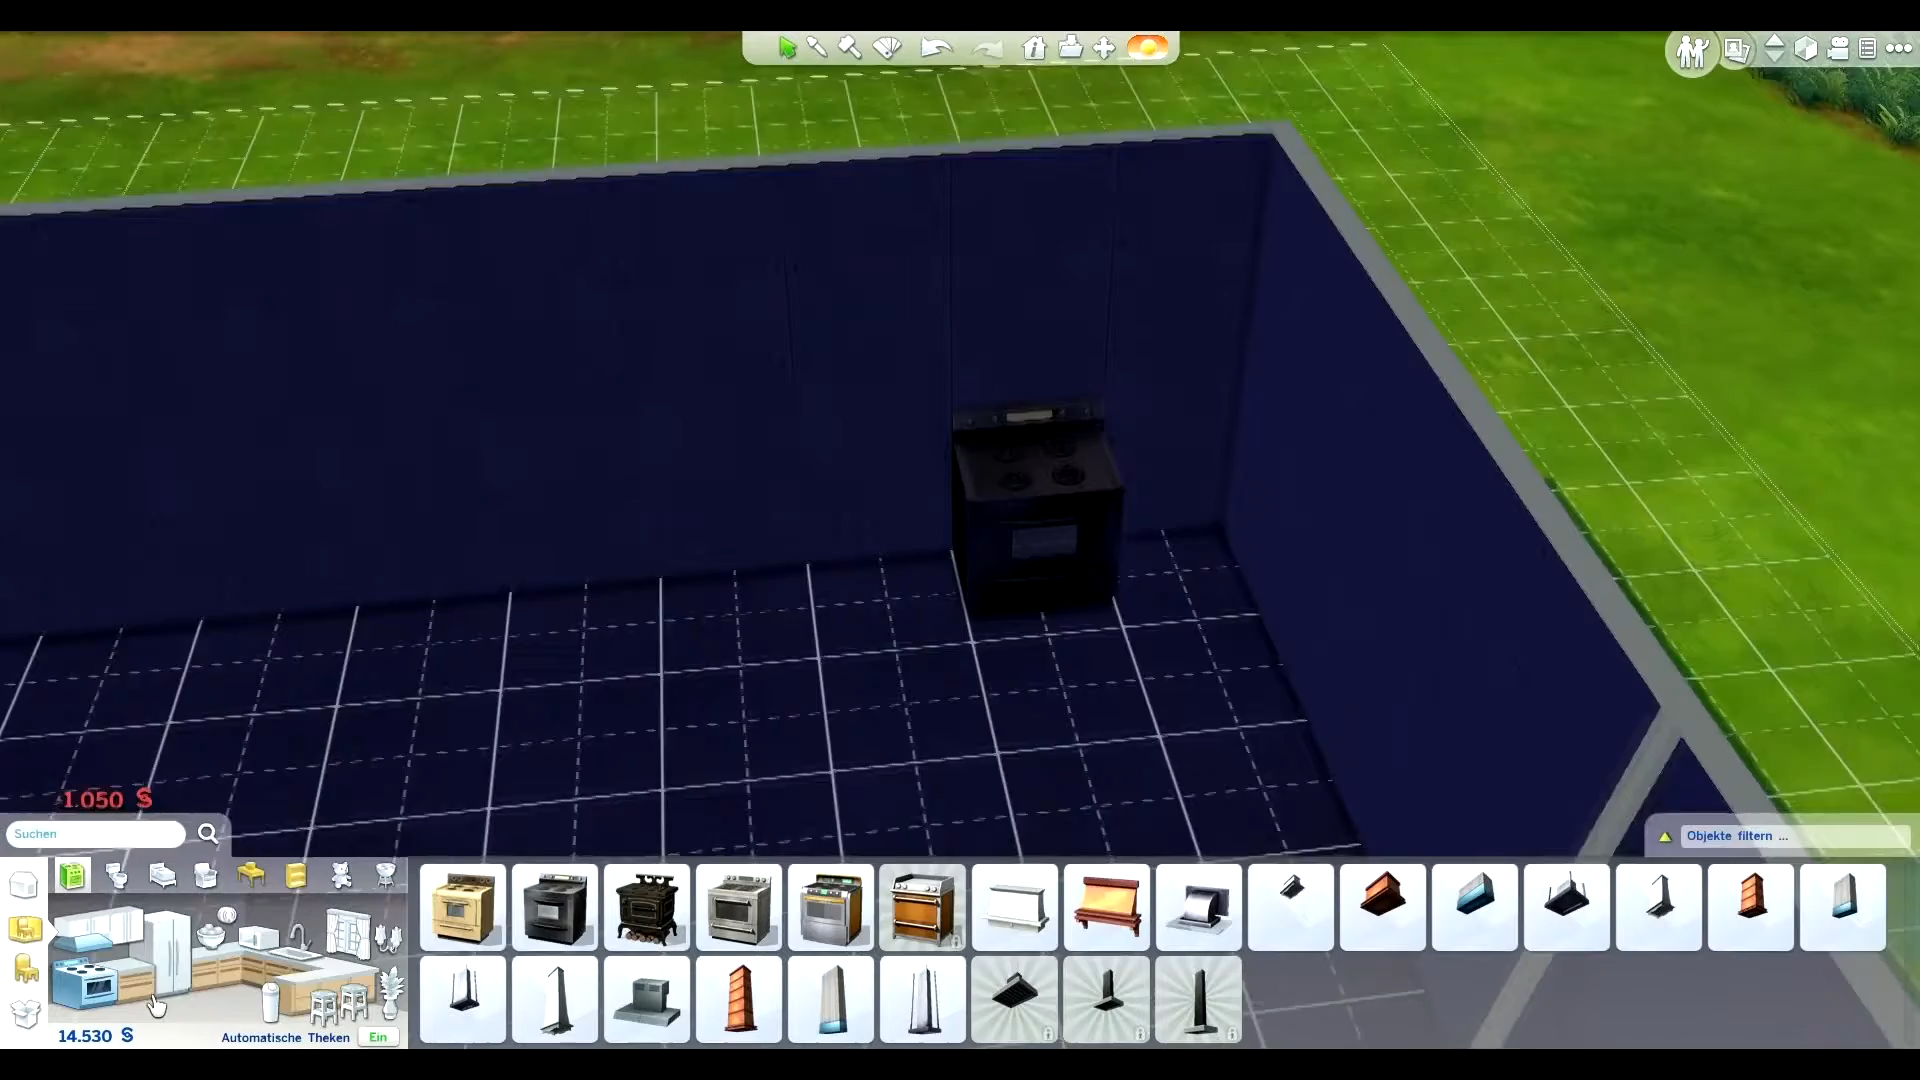 -1.050 §
Suchen
Objekte filtern ...
14.530 §
Automatische Theken
Ein